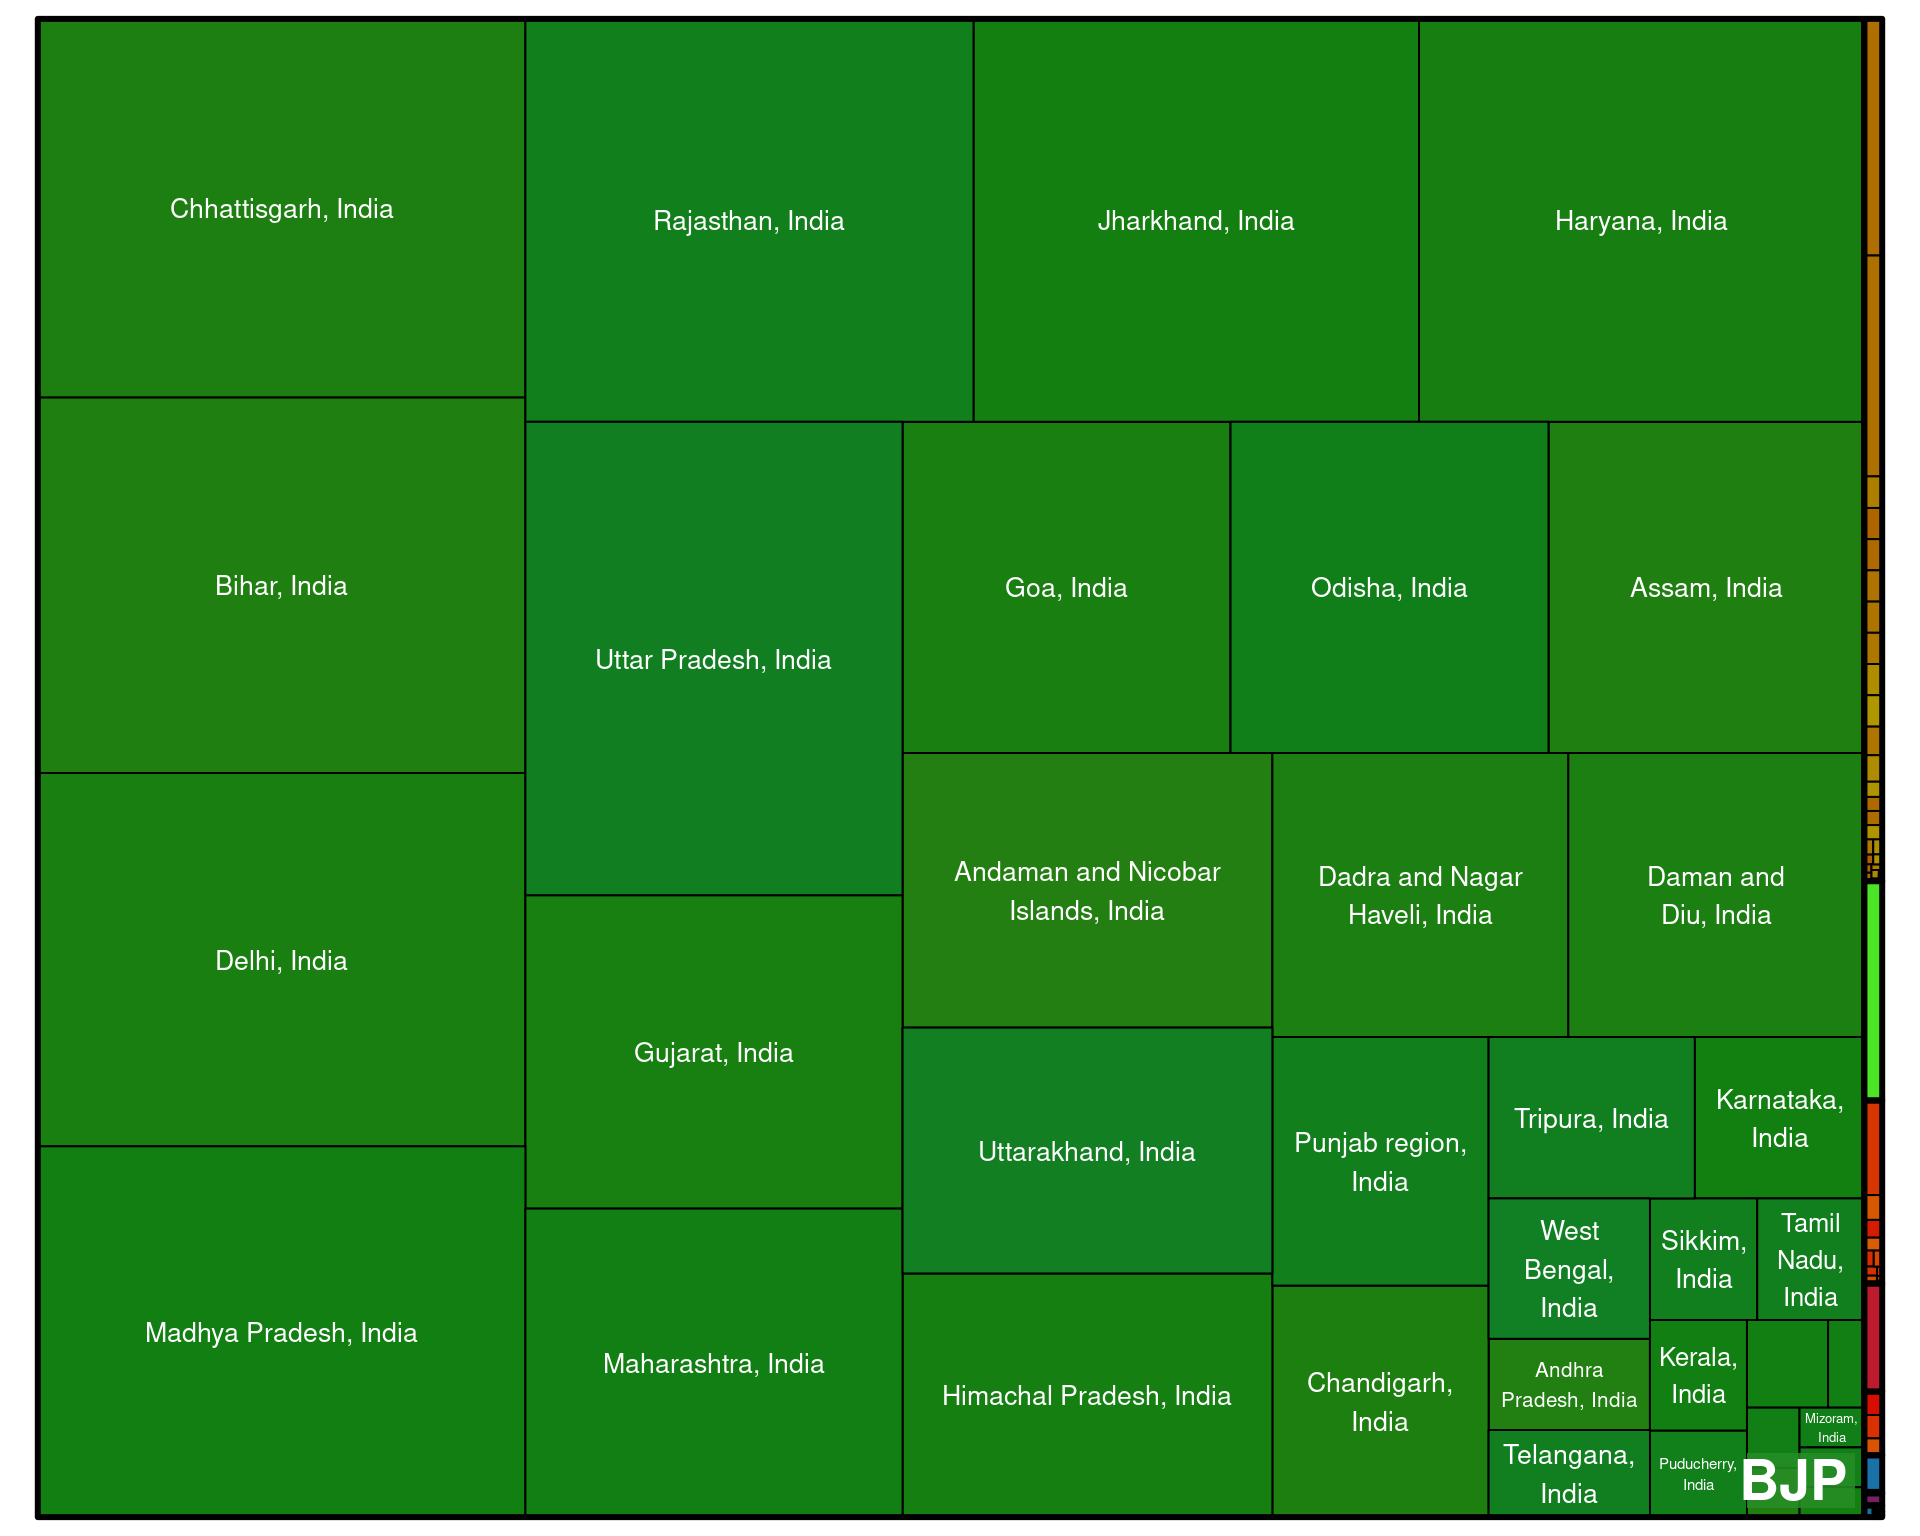 Chhattisgarh, India
Rajasthan, India
Jharkhand, India
Haryana, India
Bihar, India
Uttar Pradesh, India
Goa, India
Odisha, India
Assam, India
Delhi, India
Andaman and Nicobar
Islands, India
Dadra and Nagar
Haveli, India
Daman and
Diu, India
Gujarat, India
Uttarakhand, India
Punjab region,
India
Tripura, India
Karnataka,
India
Madhya Pradesh, India
Maharashtra, India
Himachal Pradesh, India
Chandigarh,
India
West
Bengal,
India
Sikkim,
India
Tamil
Nadu,
India
Andhra
Pradesh, India
Kerala,
India
Telangana,
India
Puducherry,
India
Mizoram,
India
BJP